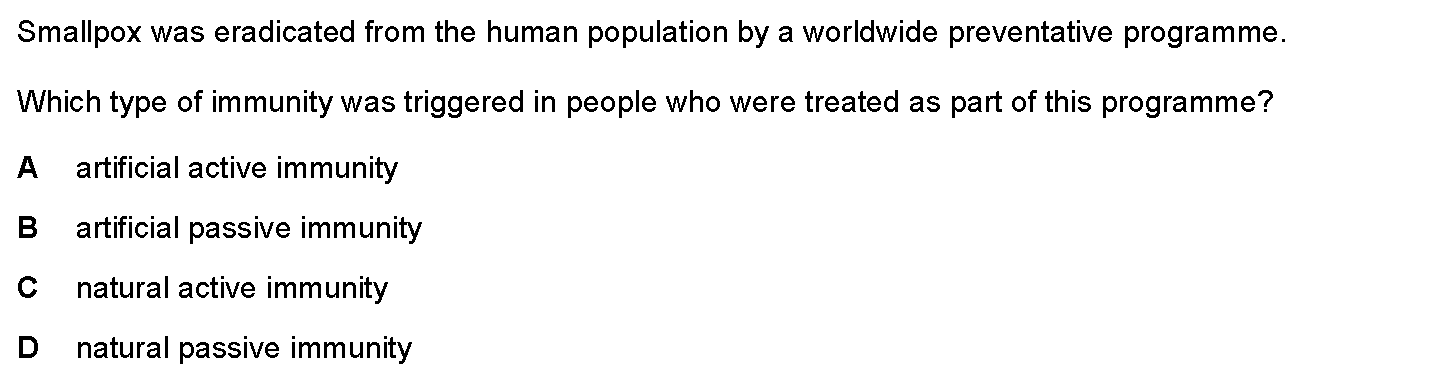 Smallpox was eradicated from the human population by a worldwide preventative programme.
Which type of immunity was triggered in people who were treated as part of this programme?
A artificial active immunity
B artificial passive immunity
C natural active immunity
D natural passive immunity